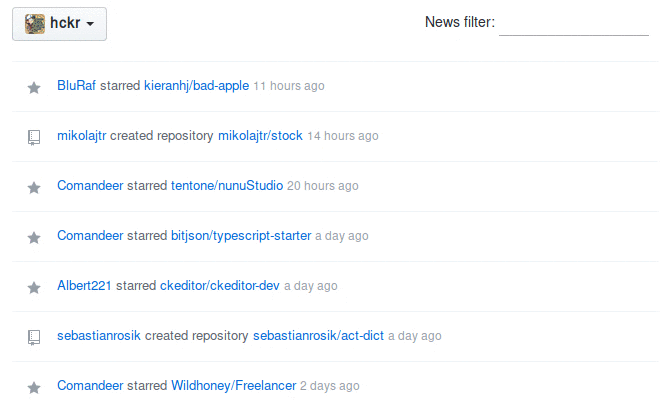 hckr
News filter:
BluRaf starred kieranhj/bad-apple 11 hours ago
mikolajtr created repository mikolajtr/stock 14 hours ago
Comandeer starred tentone/nunuStudio 20 hours ago
Comandeer starred bitjson/typescript-starter a day ago
Albert221 starred ckeditor/ckeditor-dev a day ago
sebastianrosik created repository sebastianrosik/act-dict a day ago
Comandeer starred Wildhoney/Freelancer 2 days ago